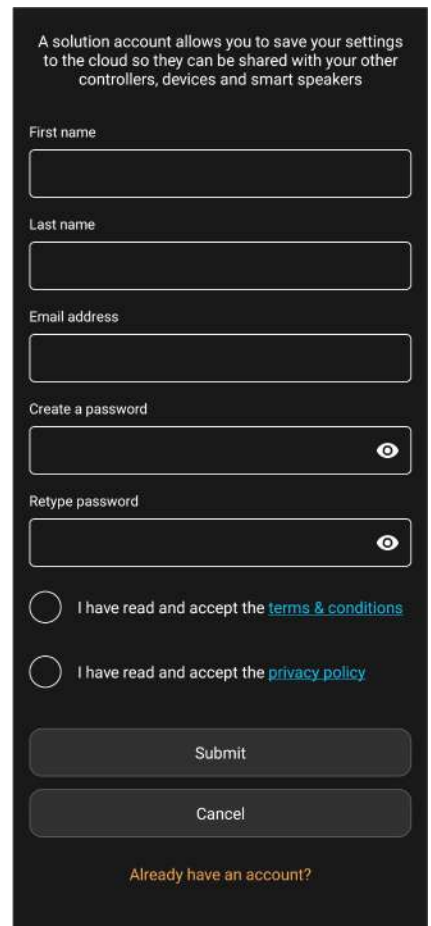 A solution account allows you to save your settings
to the cloud so they can be shared with your other
controllers, devices and smart speakers
First name
Last name
Email address
Create a password
Retype password
I have read and accept the terms & conditions
I have read and accept the privacy policy
Submit
Cancel
Already have an account?